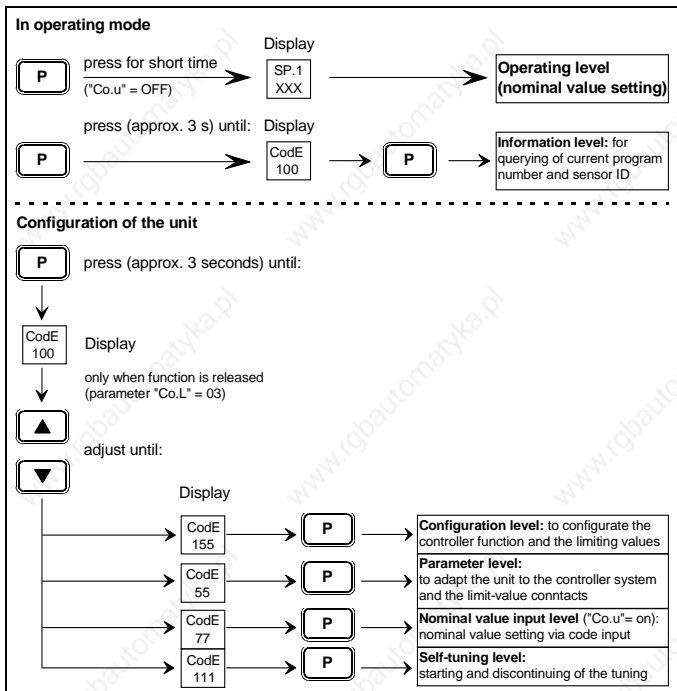 In operating mode
P
press for short time
("Co.u" = OFF)
Display
SP.1
XXX
Operating level
(nominal value setting)
P
press (approx. 3 s) until:
Display
CodE
100
P
Information level: for
querying of current program
number and sensor ID
Configuration of the unit
P
press (approx. 3 seconds) until:
CodE
100
Display
only when function is released
(parameter "Co.L" = 03)
adjust until:
Display
CodE
155
P
Configuration level: to configurate the
controller function and the limiting values
CodE
55
P
Parameter level:
to adapt the unit to the controller system
and the limit-value conntacts
CodE
77
P
Nominal value input level ("Co.u"= on):
nominal value setting via code input
CodE
111
P
Self-tuning level:
starting and discontinuing of the tuning
www.rgbautomatyka.pl